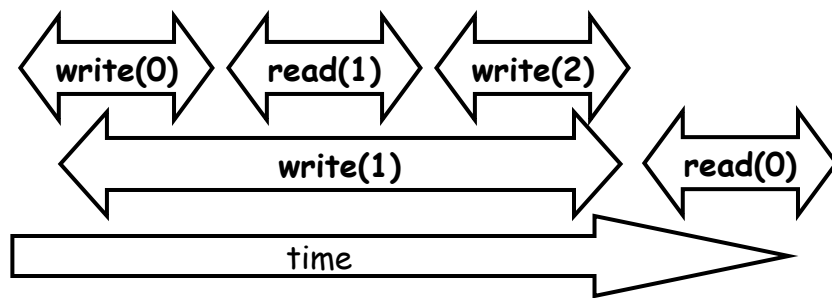 write(0) read(1) write(2)
write(1) read(0)
time